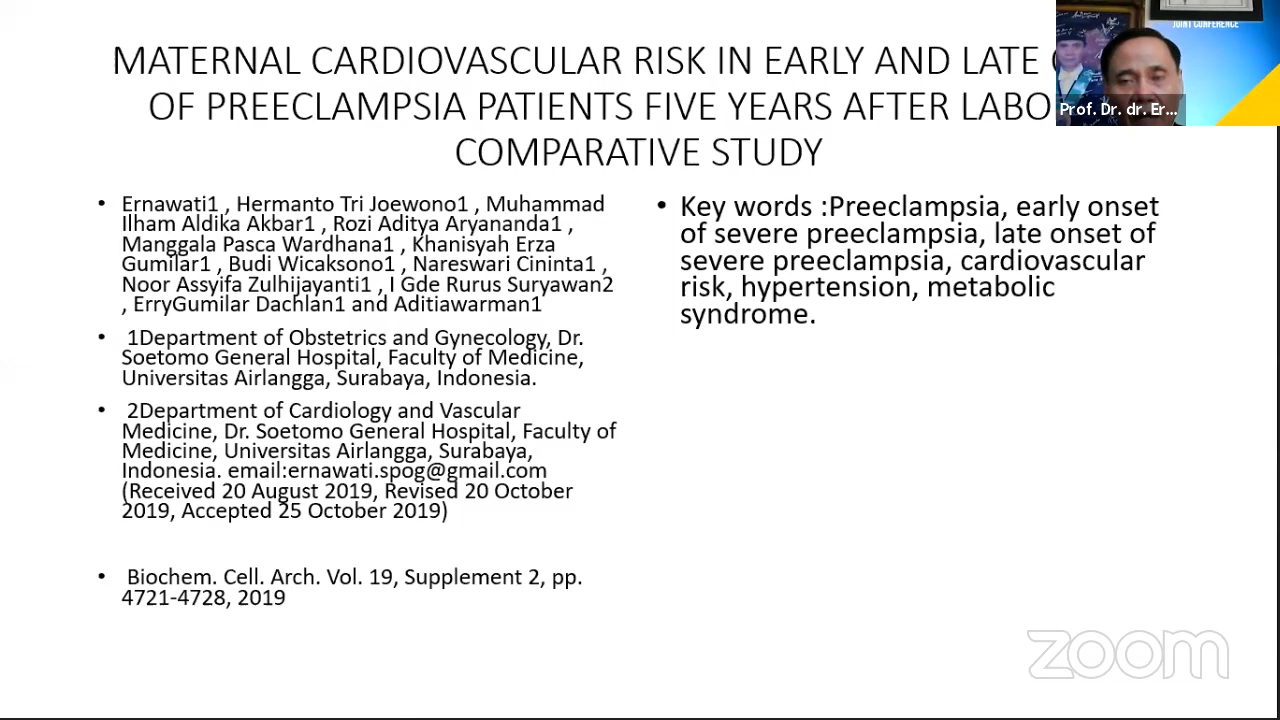 MATERNAL CARDIOVASCULAR RISK IN EARLY AND LATE
OF PREECLAMPSIA PATIENTS FIVE YEARS AFTER LABO
COMPARATIVE STUDY
JOINT CONFERENCE
Prof. Dr. dr. Er...
• Ernawati1 , Hermanto Tri Joewono1 , Muhammad
Ilham Aldika Akbar1 , Rozi Aditya Aryananda1 ,
Manggala Pasca Wardhana1 , Khanisyah Erza
Gumilar1 , Budi Wicaksono1 , Nareswari Cininta1 ,
Noor Assyifa Zulhijayanti1 , I Gde Rurus Suryawan2
, ErryGumilar Dachlan1 and Aditiawarman1
• 1Department of Obstetrics and Gynecology, Dr.
Soetomo General Hospital, Faculty of Medicine,
Universitas Airlangga, Surabaya, Indonesia.
• 2Department of Cardiology and Vascular
Medicine, Dr. Soetomo General Hospital, Faculty of
Medicine, Universitas Airlangga, Surabaya,
Indonesia. email:ernawati.spog@gmail.com
(Received 20 August 2019, Revised 20 October
2019, Accepted 25 October 2019)
• Biochem. Cell. Arch. Vol. 19, Supplement 2, pp.
4721-4728, 2019
• Key words :Preeclampsia, early onset
of severe preeclampsia, late onset of
severe preeclampsia, cardiovascular
risk, hypertension, metabolic
syndrome.
zoom